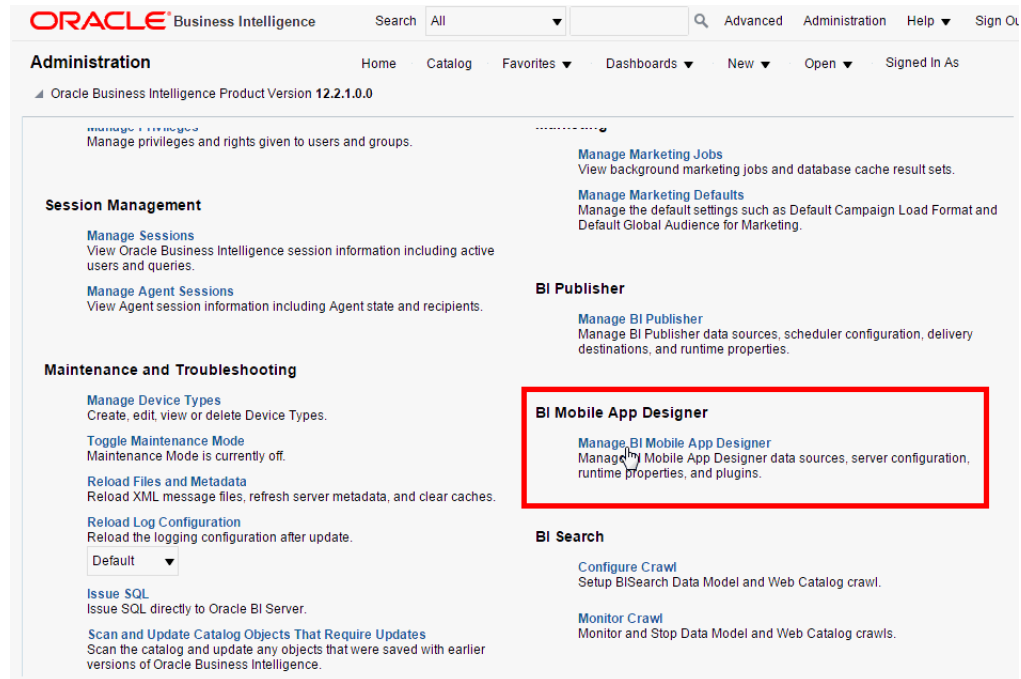 ORACLE Business Intelligence Search All Advanced Administration Help Sign Ou
Administration Home Catalog Favorites Dashboards New Open Signed In As
Oracle Business Intelligence Product Version 12.2.1.0.0
Manage Privileges
Manage privileges and rights given to users and groups.
Session Management
Manage Sessions
View Oracle Business Intelligence session information including active
users and queries.
Manage Agent Sessions
View Agent session information including Agent state and recipients.
Maintenance and Troubleshooting
Manage Device Types
Create, edit, view or delete Device Types.
Toggle Maintenance Mode
Maintenance Mode is currently off.
Reload Files and Metadata
Reload XML message files, refresh server metadata, and clear caches.
Reload Log Configuration
Reload the logging configuration after update.
Default
Issue SQL
Issue SQL directly to Oracle BI Server.
Scan and Update Catalog Objects That Require Updates
Scan the catalog and update any objects that were saved with earlier
versions of Oracle Business Intelligence.
Marketing
Manage Marketing Jobs
View background marketing jobs and database cache result sets.
Manage Marketing Defaults
Manage the default settings such as Default Campaign Load Format and
Default Global Audience for Marketing.
BI Publisher
Manage BI Publisher
Manage BI Publisher data sources, scheduler configuration, delivery
destinations, and runtime properties.
BI Mobile App Designer
Manage BI Mobile App Designer
Manage BI Mobile App Designer data sources, server configuration,
runtime properties, and plugins.
BI Search
Configure Crawl
Setup BISearch Data Model and Web Catalog crawl.
Monitor Crawl
Monitor and Stop Data Model and Web Catalog crawls.